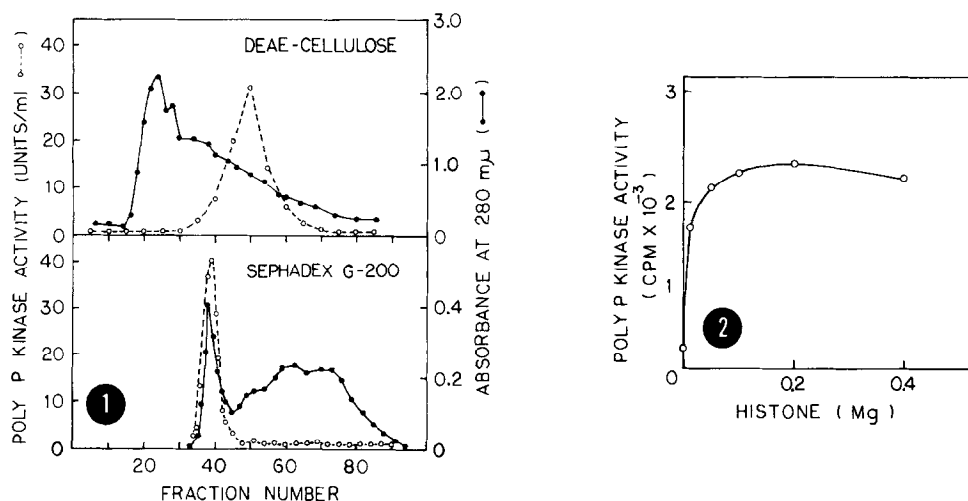 DEAE-CELLULOSE
POLY P KINASE ACTIVITY (UNITS/ml o----o)
40
30
20
10
0
3.0
2.0
1.0
0
SEPHADEX G-200
40
30
20
10
0
0.4
0.2
0
ABSORBANCE AT 280 mμ (●—●)
1
20 40 60 80
FRACTION NUMBER
POLY P KINASE ACTIVITY
(CPM X 10⁻³)
3
2
1
0
2
0 0.2 0.4
HISTONE ( Mg )